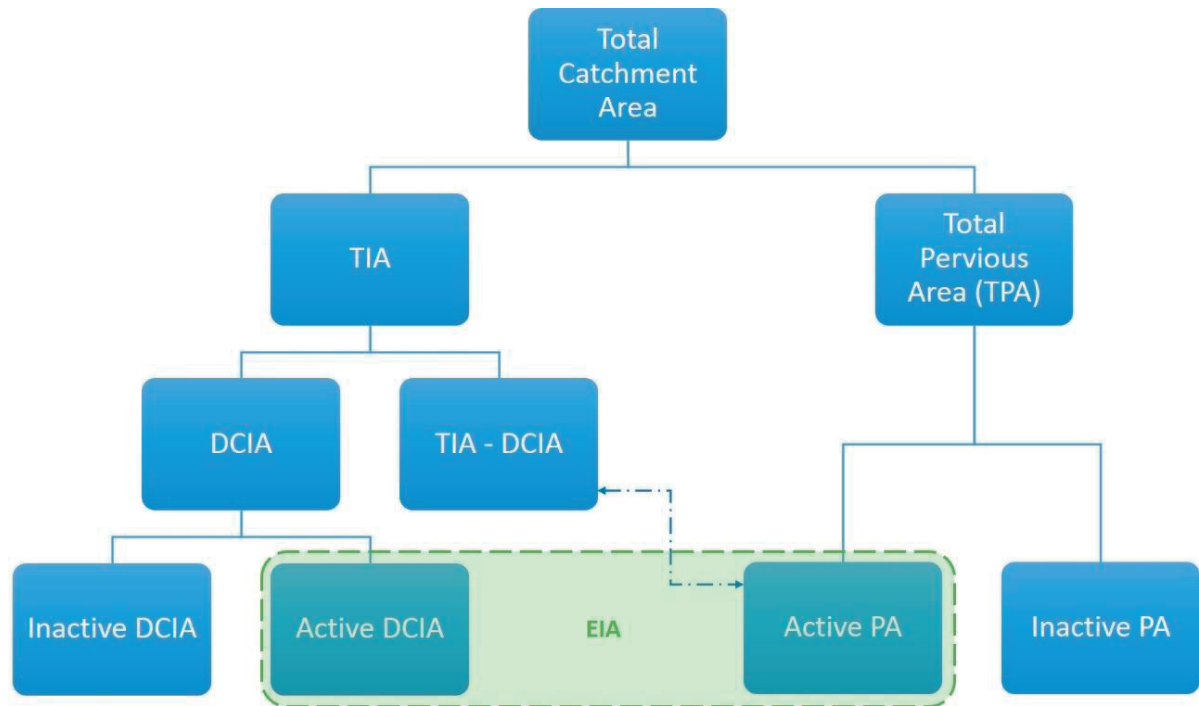 Total
Catchment
Area
TIA
Total
Pervious
Area (TPA)
DCIA
TIA - DCIA
Inactive DCIA
Active DCIA
EIA
Active PA
Inactive PA